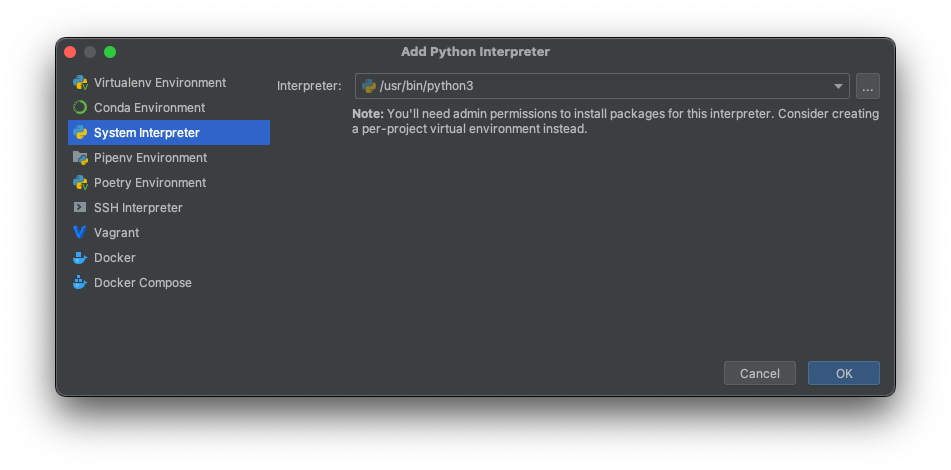 Add Python Interpreter
Virtualenv Environment
Conda Environment
System Interpreter
Pipenv Environment
Poetry Environment
SSH Interpreter
Vagrant
Docker
Docker Compose
Interpreter: /usr/bin/python3 ...
Note: You'll need admin permissions to install packages for this interpreter. Consider creating
a per-project virtual environment instead.
Cancel OK